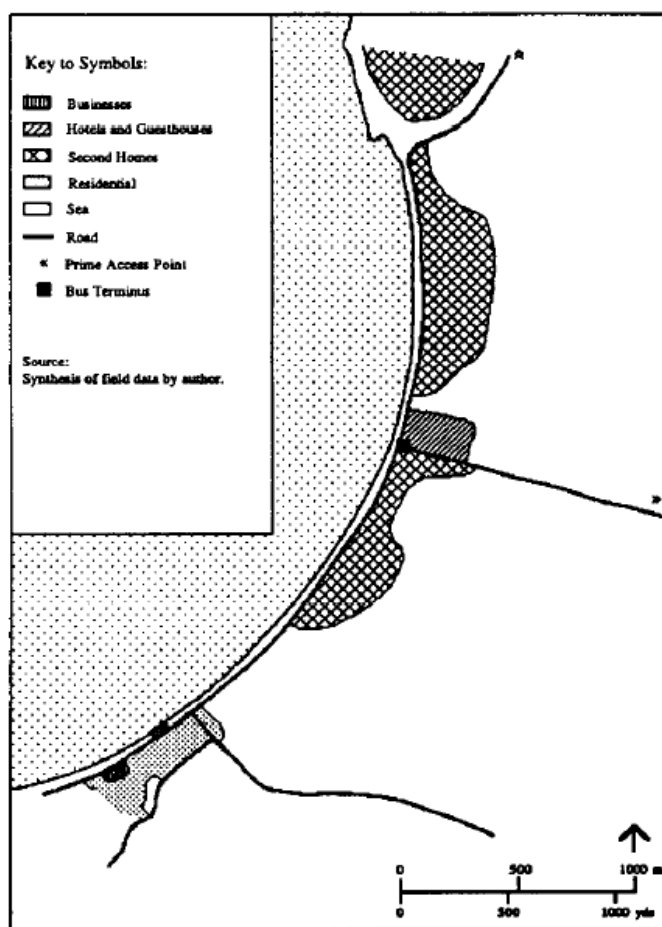 Key to Symbols:
Businesses
Hotels and Guesthouses
Second Homes
Residential
Sea
Road
Prime Access Point
Bus Terminus
Source:
Synthesis of field data by author.
0 500 1000 m
0 500 1000 yds